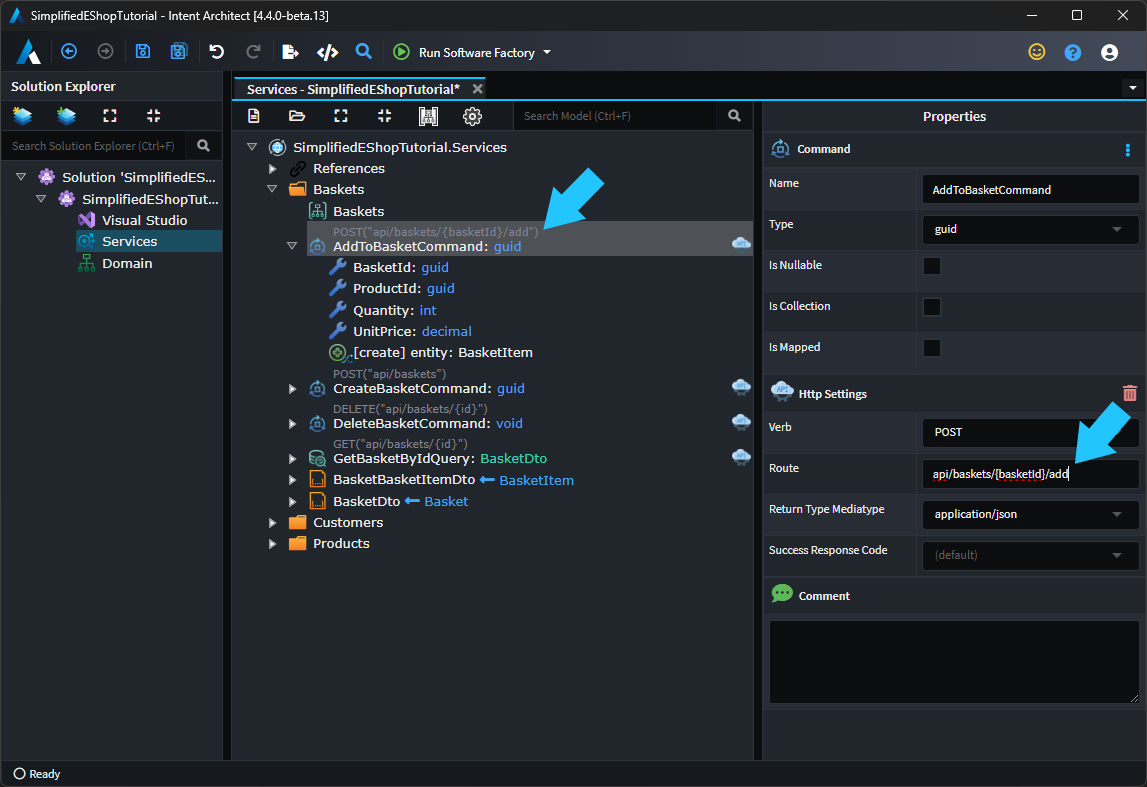 SimplifiedEShopTutorial - Intent Architect [4.4.0-beta.13]
Run Software Factory
Solution Explorer
Search Solution Explorer (Ctrl+F)
Solution 'SimplifiedES...
SimplifiedEShopTut...
Visual Studio
Services
Domain
Services - SimplifiedEShopTutorial*
Search Model (Ctrl+F)
SimplifiedEShopTutorial.Services
References
Baskets
Baskets
POST("api/baskets/{basketId}/add")
AddToBasketCommand: guid
BasketId: guid
ProductId: guid
Quantity: int
UnitPrice: decimal
[create] entity: BasketItem
POST("api/baskets")
CreateBasketCommand: guid
DELETE("api/baskets/{id}")
DeleteBasketCommand: void
GET("api/baskets/{id}")
GetBasketByIdQuery: BasketDto
BasketBasketItemDto BasketItem
BasketDto Basket
Customers
Products
Properties
Command
Name AddToBasketCommand
Type guid
Is Nullable
Is Collection
Is Mapped
API Http Settings
Verb POST
Route api/baskets/{basketId}/add
Return Type Mediatype application/json
Success Response Code (default)
Comment
Ready